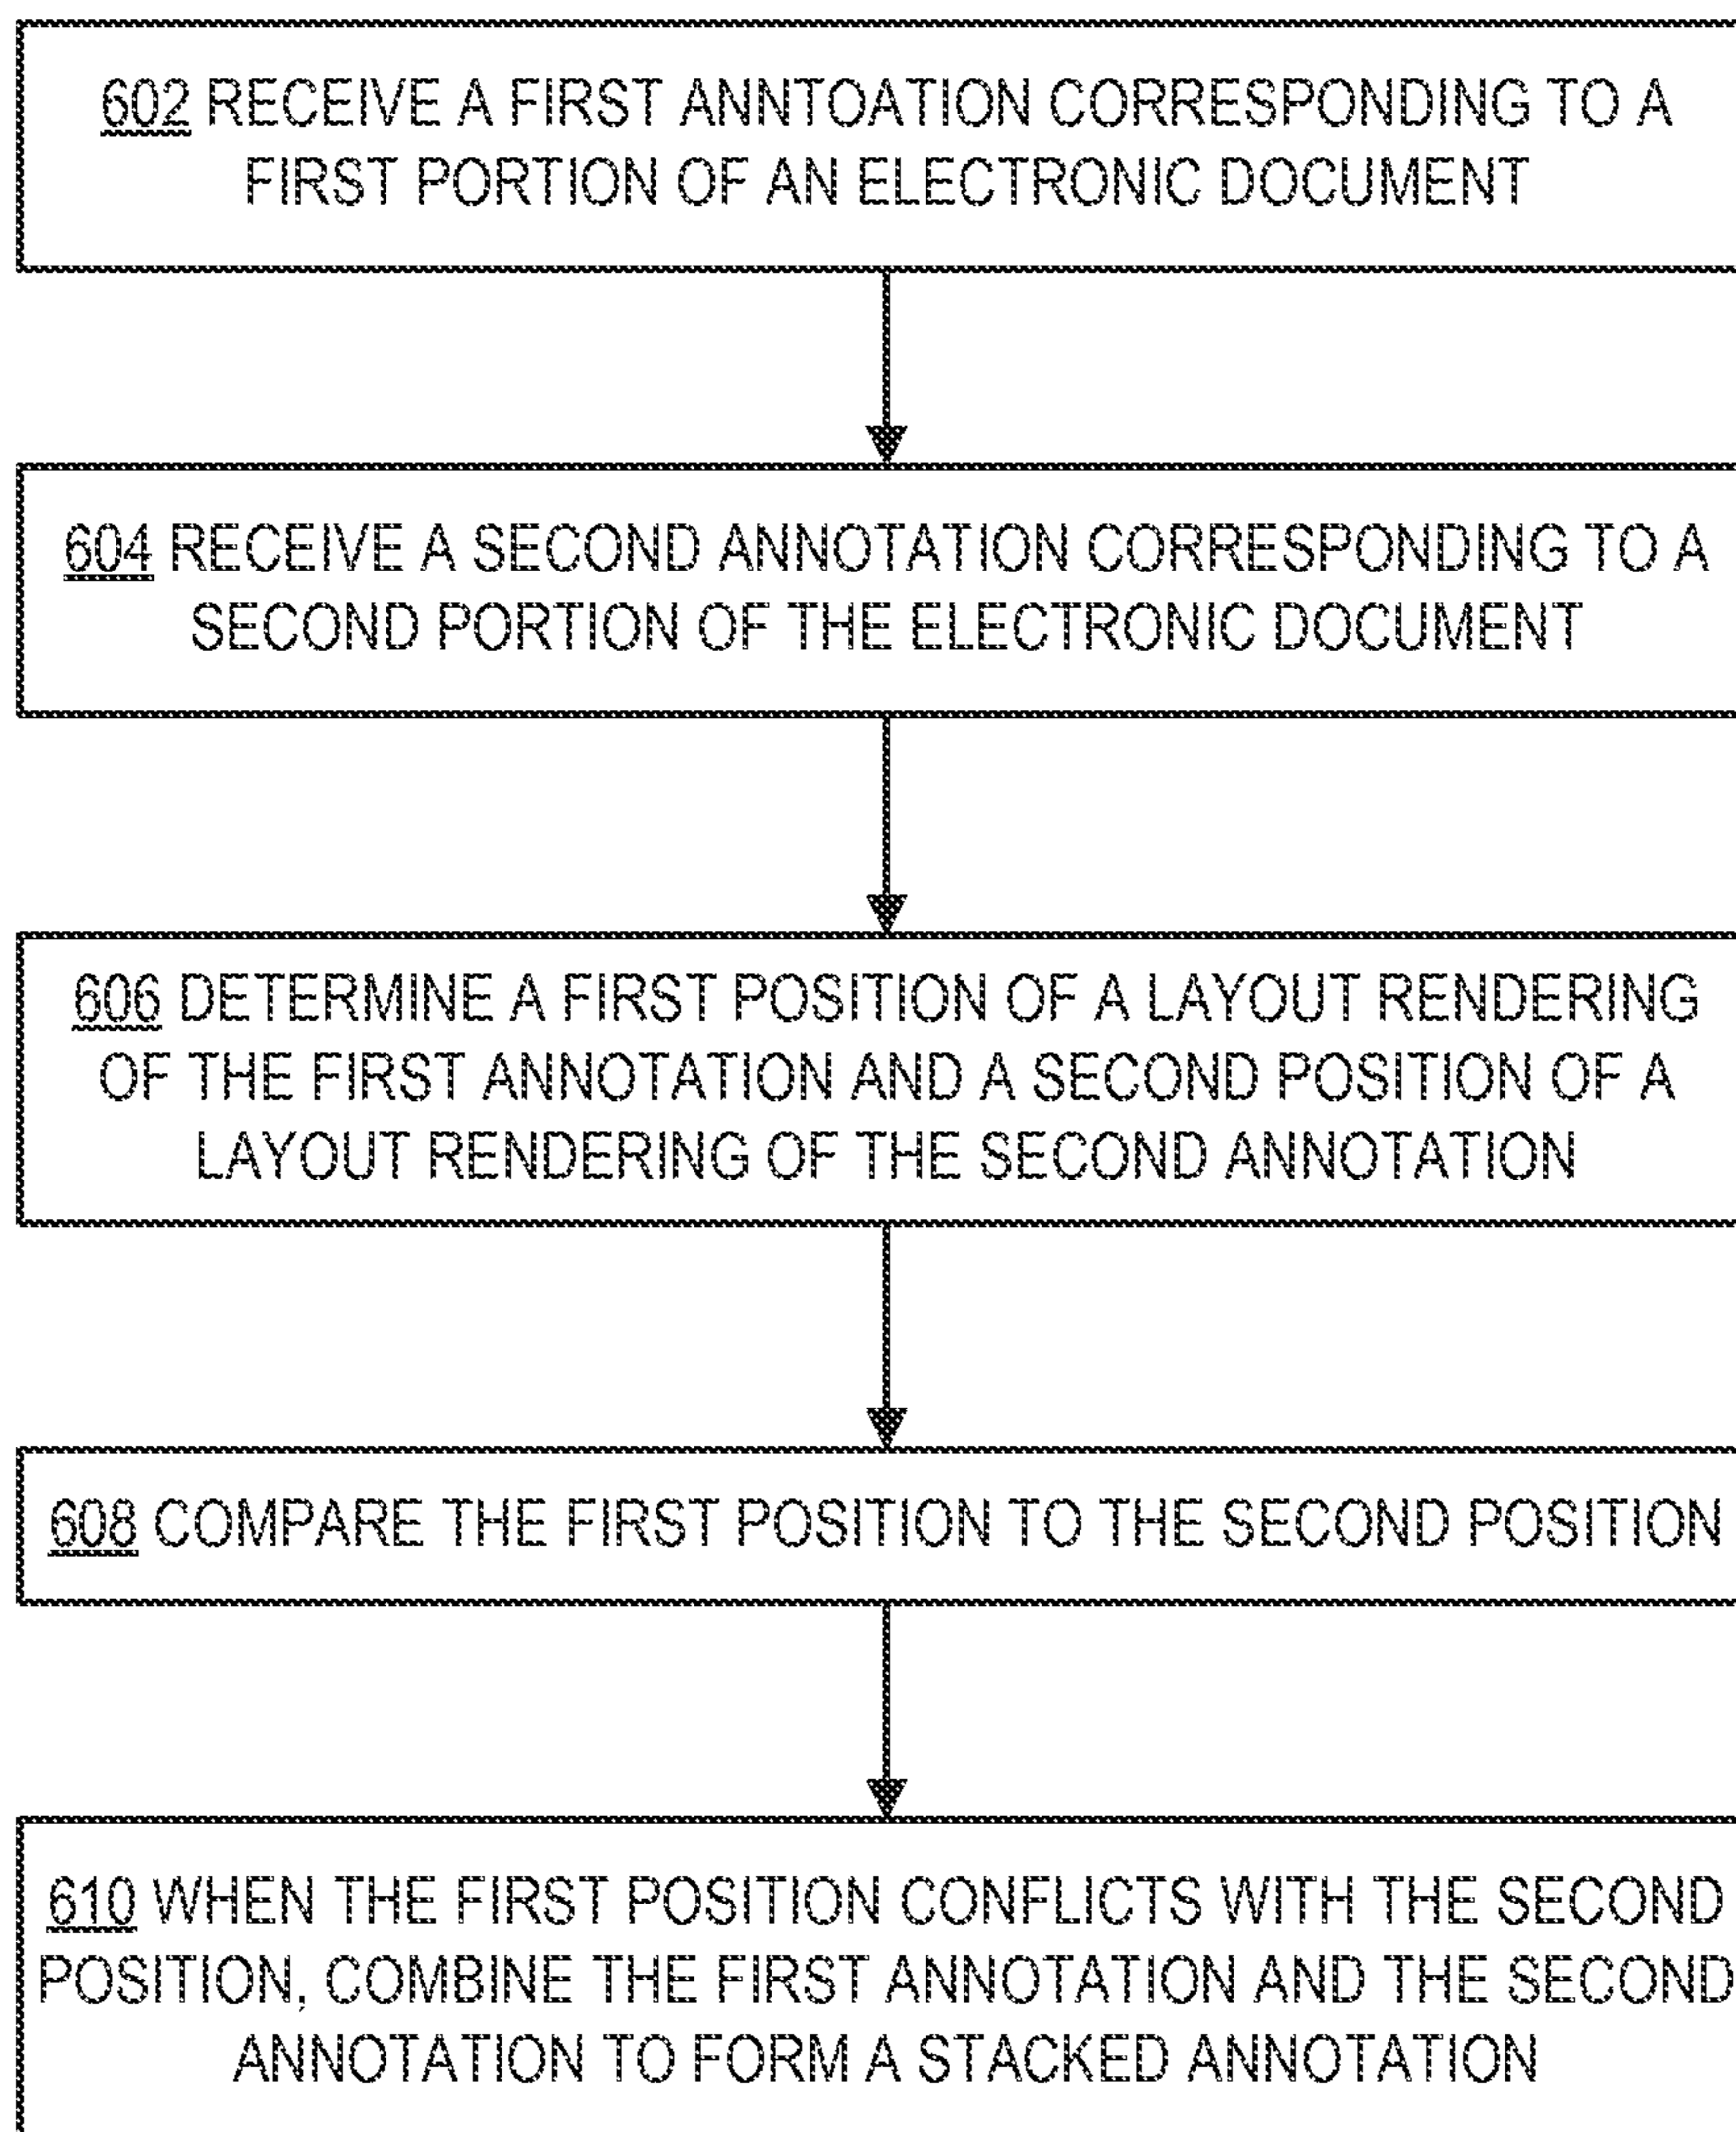 602 RECEIVE A FIRST ANNTOATION CORRESPONDING TO A
FIRST PORTION OF AN ELECTRONIC DOCUMENT
604 RECEIVE A SECOND ANNOTATION CORRESPONDING TO A
SECOND PORTION OF THE ELECTRONIC DOCUMENT
606 DETERMINE A FIRST POSITION OF A LAYOUT RENDERING
OF THE FIRST ANNOTATION AND A SECOND POSITION OF A
LAYOUT RENDERING OF THE SECOND ANNOTATION
608 COMPARE THE FIRST POSITION TO THE SECOND POSITION
610 WHEN THE FIRST POSITION CONFLICTS WITH THE SECOND
POSITION, COMBINE THE FIRST ANNOTATION AND THE SECOND
ANNOTATION TO FORM A STACKED ANNOTATION